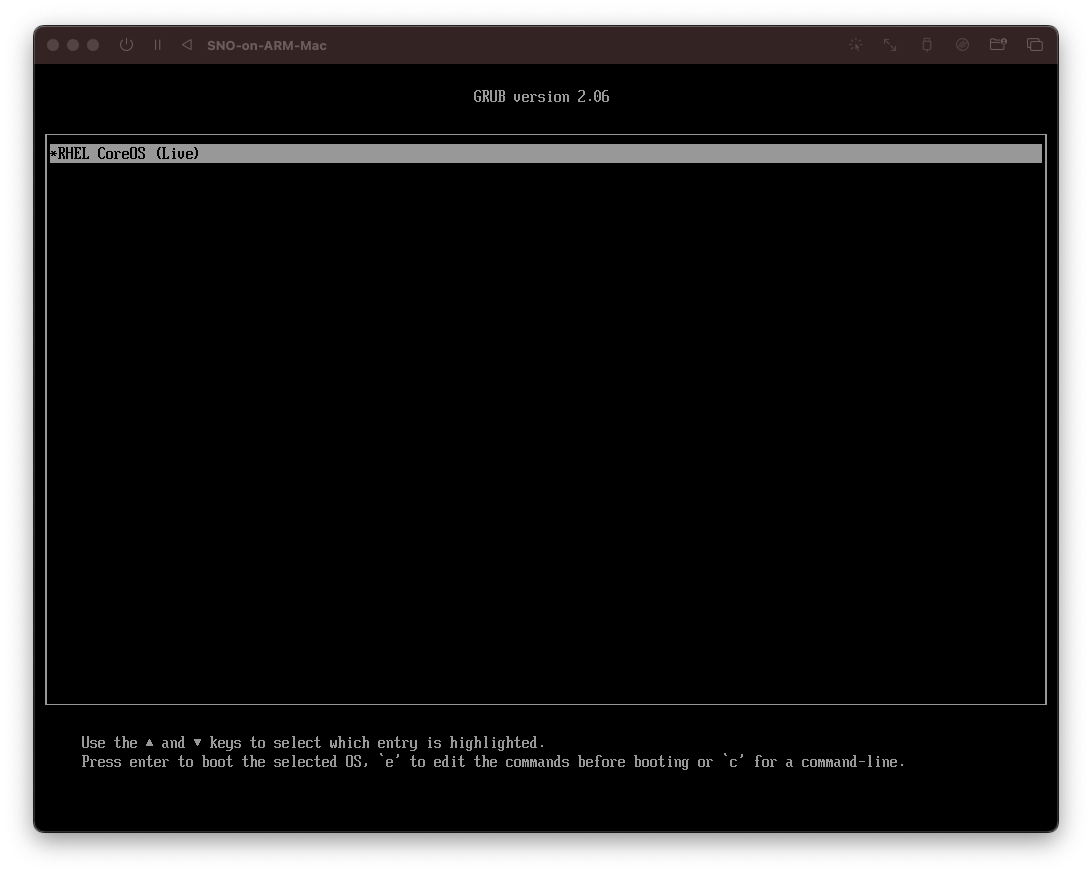 SNO-on-ARM-Mac
GRUB version 2.06
*RHEL CoreOS (Live)
Use the ▲ and ▼ keys to select which entry is highlighted.
Press enter to boot the selected OS, `e' to edit the commands before booting or `c' for a command-line.